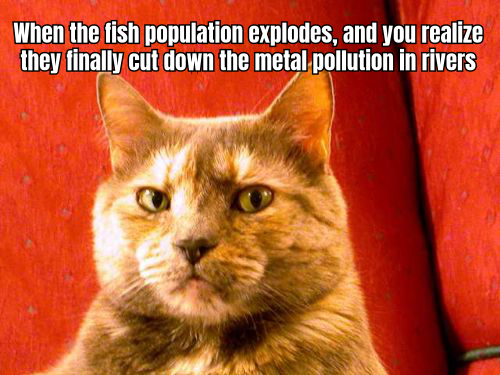 When the fish population explodes, and you realize
they finally cut down the metal pollution in rivers